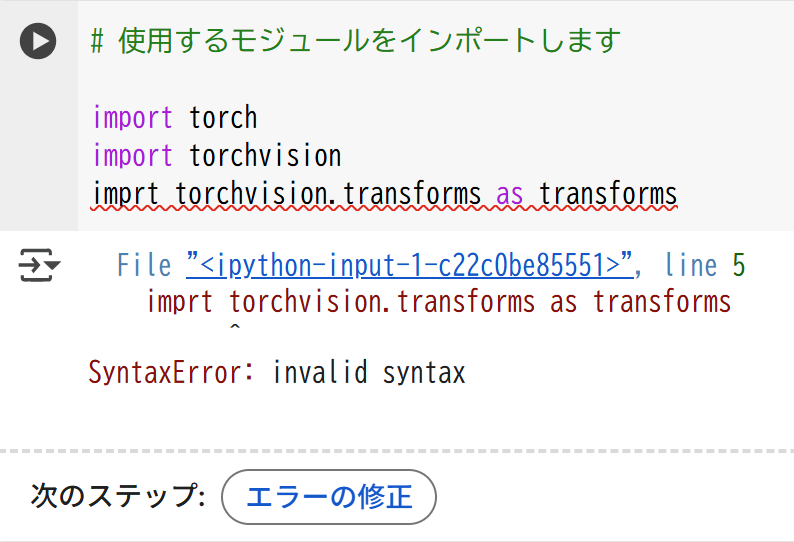 # 使用するモジュールをインポートします
import torch
import torchvision
imprt torchvision.transforms as transforms
File "<ipython-input-1-c22c0be85551>", line 5
imprt torchvision.transforms as transforms
^
SyntaxError: invalid syntax
次のステップ: エラーの修正